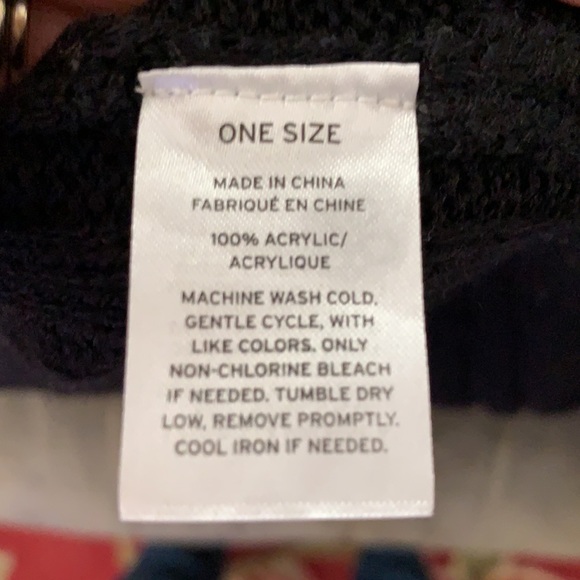 ONE SIZE
MADE IN CHINA
FABRIQUÉ EN CHINE
100% ACRYLIC/
ACRYLIQUE
MACHINE WASH COLD,
GENTLE CYCLE, WITH
LIKE COLORS. ONLY
NON-CHLORINE BLEACH
IF NEEDED. TUMBLE DRY
LOW, REMOVE PROMPTLY.
COOL IRON IF NEEDED.